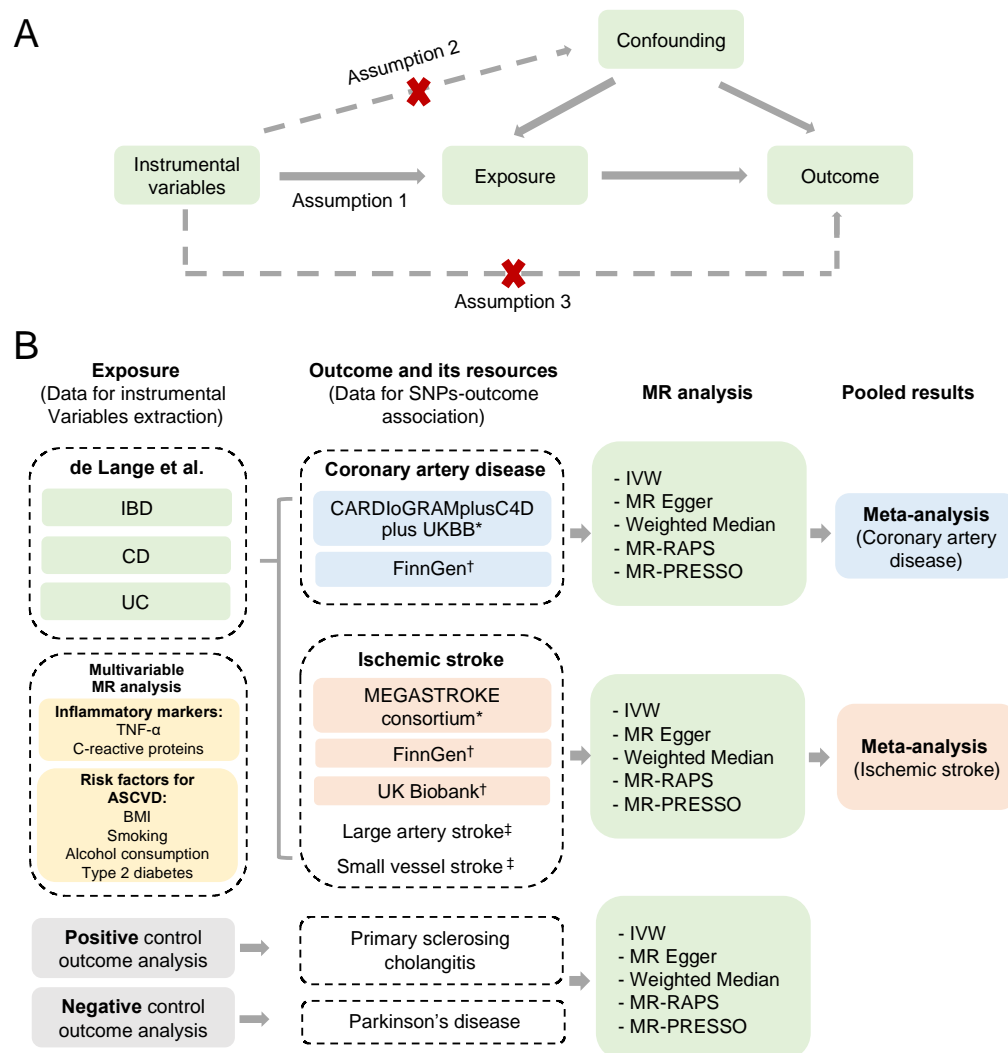 A
Assumption 2
Confounding
Instrumental
variables
Assumption 1
Exposure
Outcome
Assumption 3
B
Exposure
(Data for instrumental
Variables extraction)
de Lange et al.
IBD
CD
UC
Multivariable
MR analysis
Inflammatory markers:
TNF-α
C-reactive proteins
Risk factors for
ASCVD:
BMI
Smoking
Alcohol consumption
Type 2 diabetes
Outcome and its resources
(Data for SNPs-outcome
association)
Coronary artery disease
CARDIoGRAMplusC4D
plus UKBB*
FinnGen†
Ischemic stroke
MEGASTROKE
consortium*
FinnGen†
UK Biobank†
Large artery stroke‡
Small vessel stroke ‡
MR analysis
- IVW
- MR Egger
- Weighted Median
- MR-RAPS
- MR-PRESSO
- IVW
- MR Egger
- Weighted Median
- MR-RAPS
- MR-PRESSO
Pooled results
Meta-analysis
(Coronary artery
disease)
Meta-analysis
(Ischemic stroke)
Positive control
outcome analysis
Primary sclerosing
cholangitis
Negative control
outcome analysis
Parkinson's disease
- IVW
- MR Egger
- Weighted Median
- MR-RAPS
- MR-PRESSO